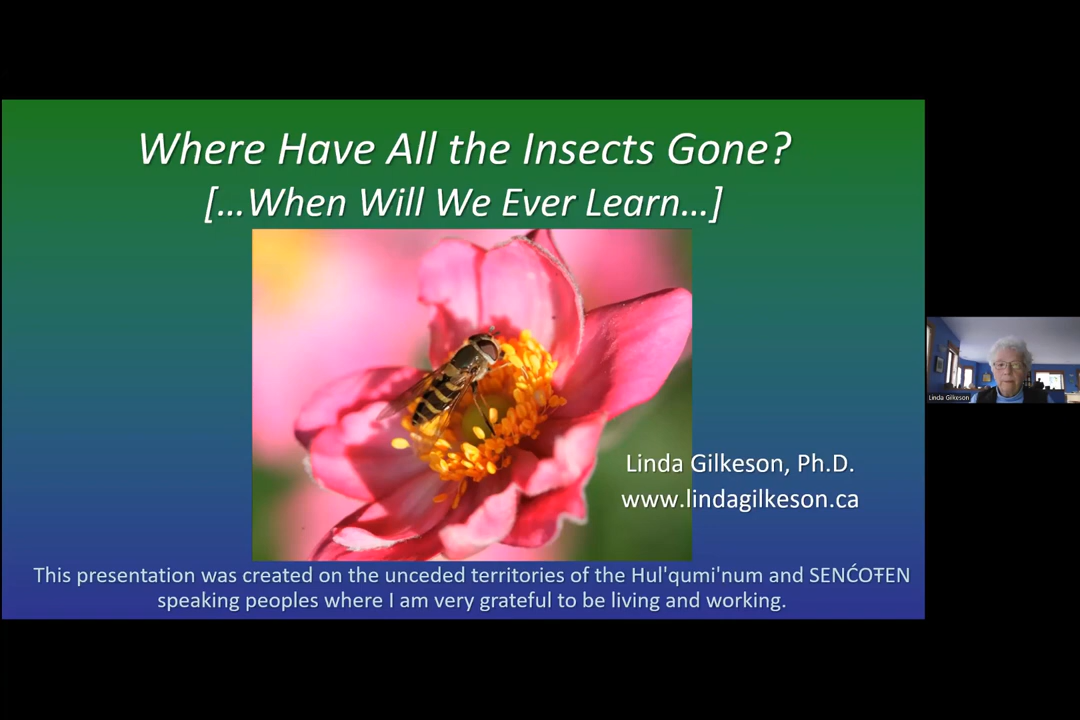 Where Have All the Insects Gone?
[…When Will We Ever Learn…]
Linda Gilkeson, Ph.D.
www.lindagilkeson.ca
This presentation was created on the unceded territories of the Hul'qumi'num and SENĆOŦEN
speaking peoples where I am very grateful to be living and working.
Linda Gilkeson